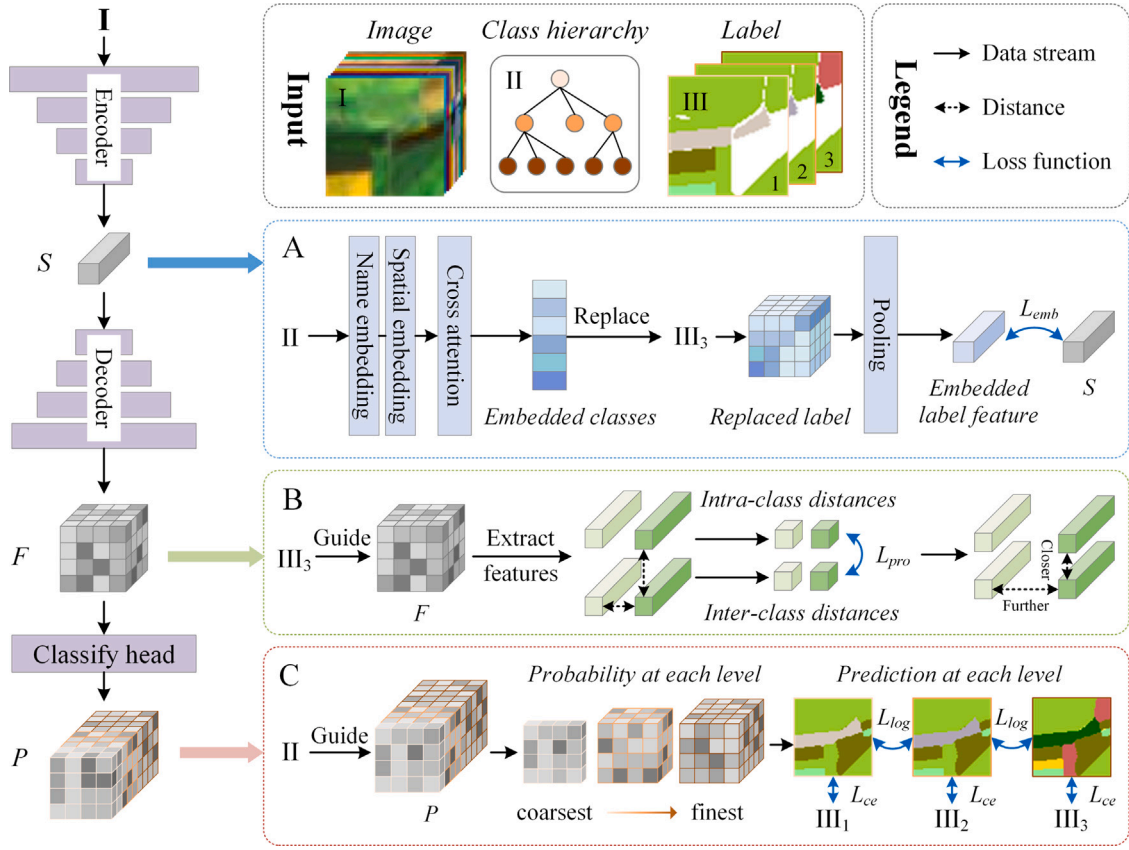 I
Encoder
S
Decoder
F
Classify head
P
Input
Image
I
Class hierarchy
II
Label
III
1
2
3
Legend
Data stream
Distance
Loss function
A
II
Name embedding
Spatial embedding
Cross attention
Embedded classes
Replace
III3
Replaced label
Pooling
Embedded
label feature
Lemb
S
B
III3
Guide
F
Extract
features
Intra-class distances
Inter-class distances
Lpro
Closer
Further
C
II
Guide
P
Probability at each level
coarsest
finest
Prediction at each level
Llog
Llog
Lce
Lce
Lce
III1
III2
III3